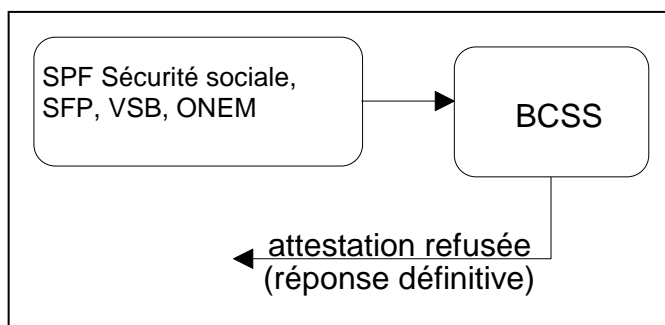 SPF Sécurité sociale,
SFP, VSB, ONEM
BCSS
attestation refusée
(réponse définitive)